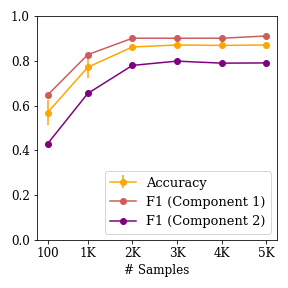 1.0
0.8
0.6
0.4
0.2
0.0
Accuracy
F1 (Component 1)
F1 (Component 2)
100 1K 2K 3K 4K 5K
# Samples